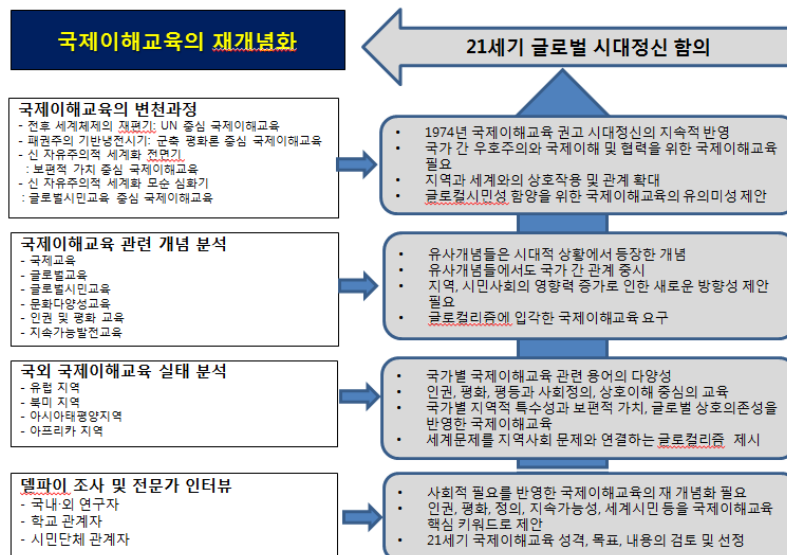 국제이해교육의 재개념화
21세기 글로벌 시대정신 함의
국제이해교육의 변천과정
- 전후 세계체제의 재편기: UN 중심 국제이해교육
- 패권주의 기반냉전시기: 군축 평화론 중심 국제이해교육
- 신 자유주의적 세계화 전면기
: 보편적 가치 중심 국제이해교육
- 신 자유주의적 세계화 모순 심화기
: 글로벌시민교육 중심 국제이해교육
• 1974년 국제이해교육 권고 시대정신의 지속적 반영
• 국가 간 우호주의와 국제이해 및 협력을 위한 국제이해교육
필요
• 지역과 세계와의 상호작용 및 관계 확대
• 글로컬시민성 함양을 위한 국제이해교육의 유의미성 제안
국제이해교육 관련 개념 분석
- 국제교육
- 글로벌교육
- 글로벌시민교육
- 문화다양성교육
- 인권 및 평화 교육
- 지속가능발전교육
• 유사개념들은 시대적 상황에서 등장한 개념
• 유사개념들에서도 국가 간 관계 중시
• 지역, 시민사회의 영향력 증가로 인한 새로운 방향성 제안
필요
• 글로컬리즘에 입각한 국제이해교육 요구
국외 국제이해교육 실태 분석
- 유럽 지역
- 북미 지역
- 아시아태평양지역
- 아프리카 지역
• 국가별 국제이해교육 관련 용어의 다양성
• 인권, 평화, 평등과 사회정의, 상호이해 중심의 교육
• 국가별 지역적 특수성과 보편적 가치, 글로벌 상호의존성을
반영한 국제이해교육
• 세계문제를 지역사회 문제와 연결하는 글로컬리즘 제시
델파이 조사 및 전문가 인터뷰
- 국내·외 연구자
- 학교 관계자
- 시민단체 관계자
• 사회적 필요를 반영한 국제이해교육의 재 개념화 필요
• 인권, 평화, 정의, 지속가능성, 세계시민 등을 국제이해교육
핵심 키워드로 제안
• 21세기 국제이해교육 성격, 목표, 내용의 검토 및 선정